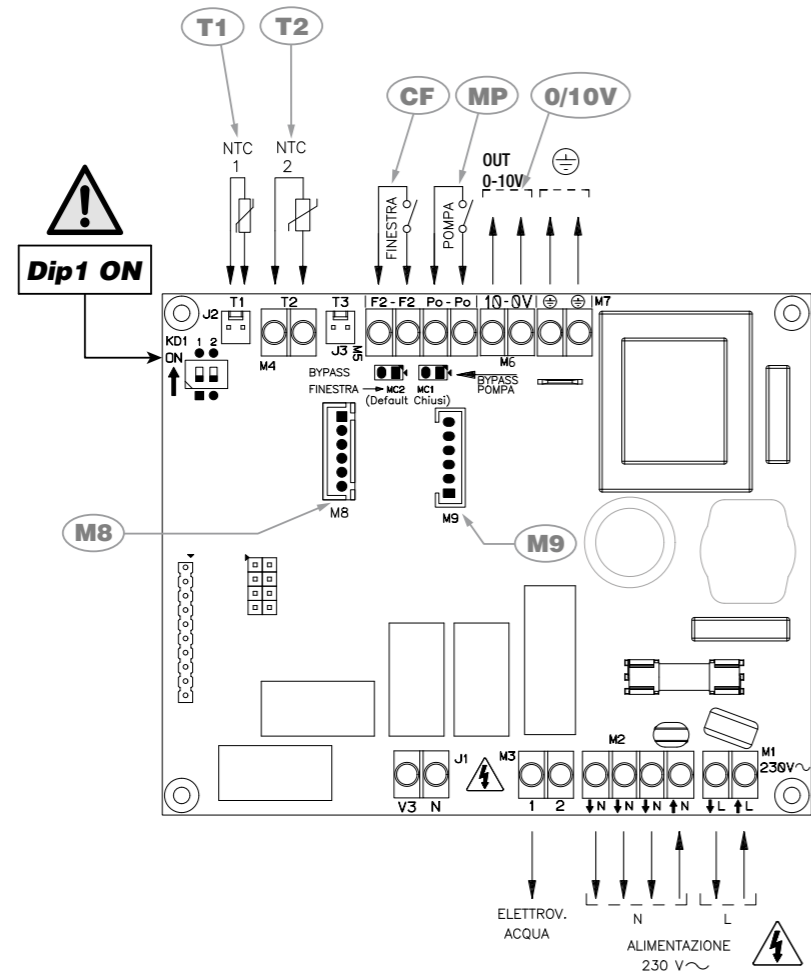 T1 T2
CF MP 0/10V
NTC
1
NTC
2
OUT
0-10V
FINESTRA
POMPA
Dip1 ON
T1 T2 T3 F2-F2 Po-Po 10-0V M7
J2
KD1 1 2
ON
M4
J3
M5
M6
BYPASS
FINESTRA MC2 MC1 BYPASS
POMPA
(Default Chiusi)
M8
M9
M8
M9
J1 M3 M2 M1
230V~
V3 N 1 2 N N N N L L
ELETTROV.
ACQUA
N L
ALIMENTAZIONE
230 V~